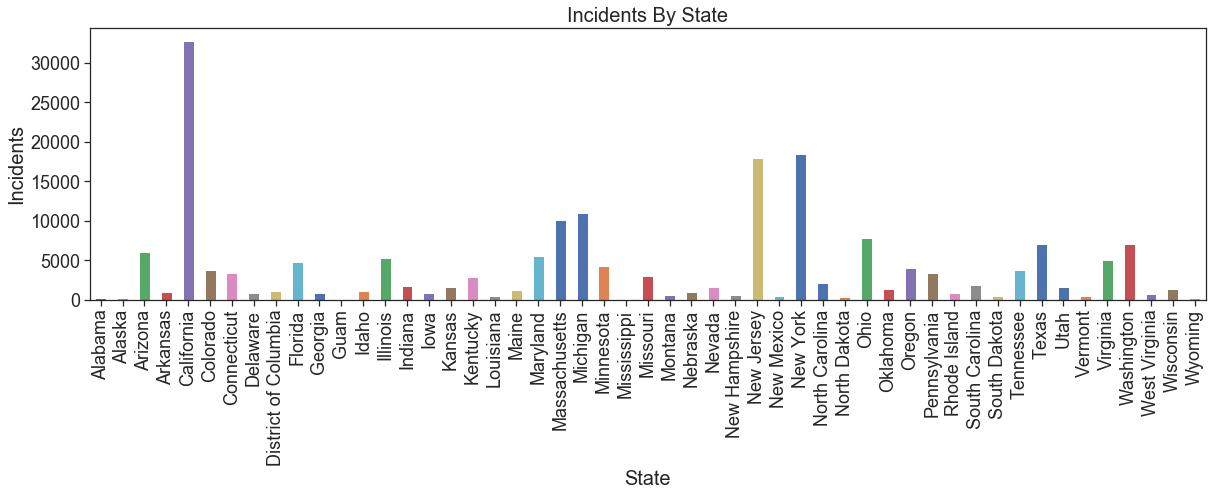 Incidents By State
Incidents
30000
25000
20000
15000
10000
5000
0
Alabama
Alaska
Arizona
Arkansas
California
Colorado
Connecticut
Delaware
District of Columbia
Florida
Georgia
Guam
Idaho
Illinois
Indiana
Iowa
Kansas
Kentucky
Louisiana
Maine
Maryland
Massachusetts
Michigan
Minnesota
Mississippi
Missouri
Montana
Nebraska
Nevada
New Hampshire
New Jersey
New Mexico
New York
North Carolina
North Dakota
Ohio
Oklahoma
Oregon
Pennsylvania
Rhode Island
South Carolina
South Dakota
Tennessee
Texas
Utah
Vermont
Virginia
Washington
West Virginia
Wisconsin
Wyoming
State